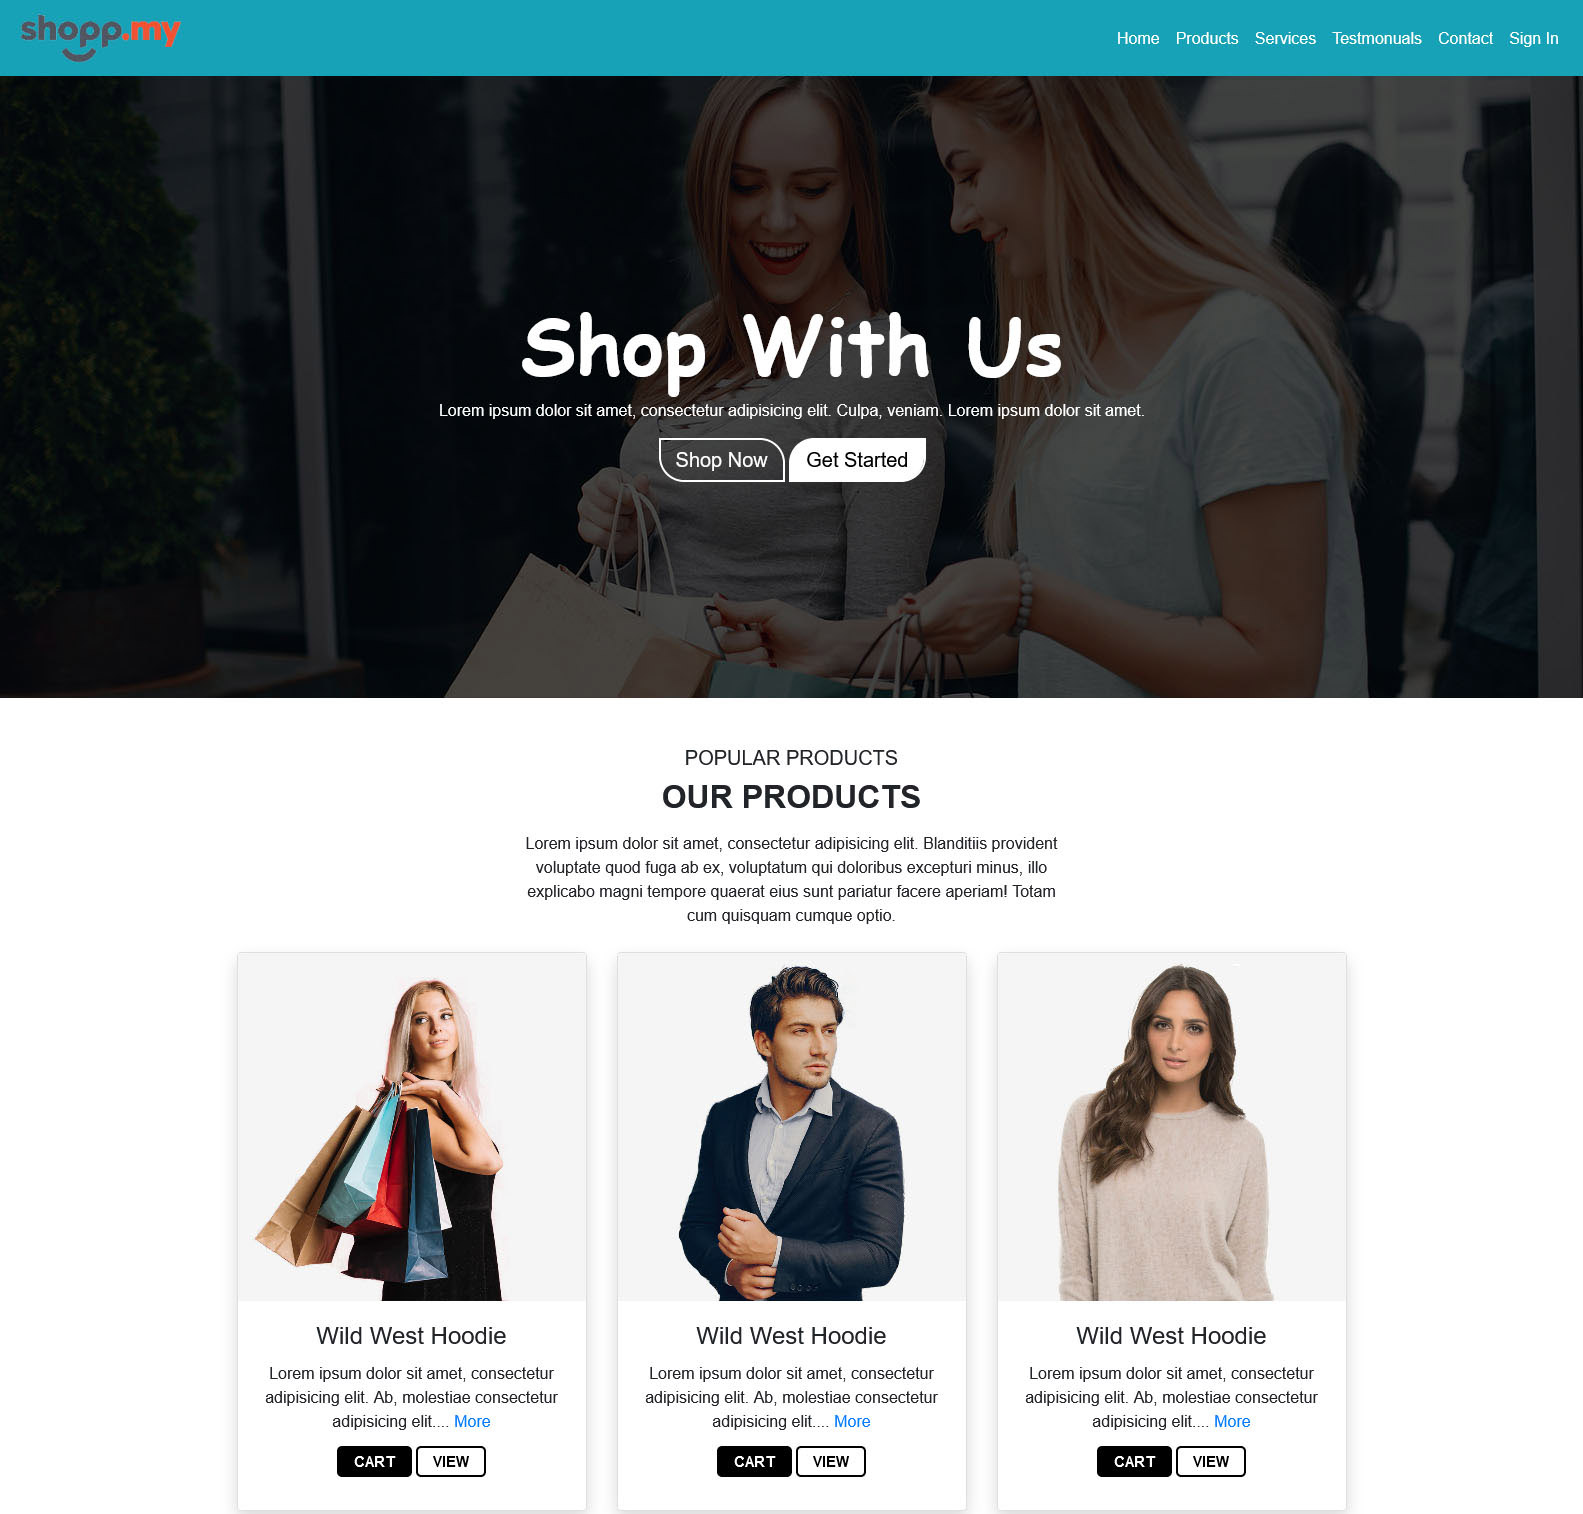 shopp.my
Home Products Services Testmonuals Contact Sign In
Shop With Us
Lorem ipsum dolor sit amet, consectetur adipisicing elit. Culpa, veniam. Lorem ipsum dolor sit amet.
Shop Now Get Started
POPULAR PRODUCTS
OUR PRODUCTS
Lorem ipsum dolor sit amet, consectetur adipisicing elit. Blanditiis provident
voluptate quod fuga ab ex, voluptatum qui doloribus excepturi minus, illo
explicabo magni tempore quaerat eius sunt pariatur facere aperiam! Totam
cum quisquam cumque optio.
Wild West Hoodie
Lorem ipsum dolor sit amet, consectetur
adipisicing elit. Ab, molestiae consectetur
adipisicing elit.... More
CART VIEW
Wild West Hoodie
Lorem ipsum dolor sit amet, consectetur
adipisicing elit. Ab, molestiae consectetur
adipisicing elit.... More
CART VIEW
Wild West Hoodie
Lorem ipsum dolor sit amet, consectetur
adipisicing elit. Ab, molestiae consectetur
adipisicing elit.... More
CART VIEW